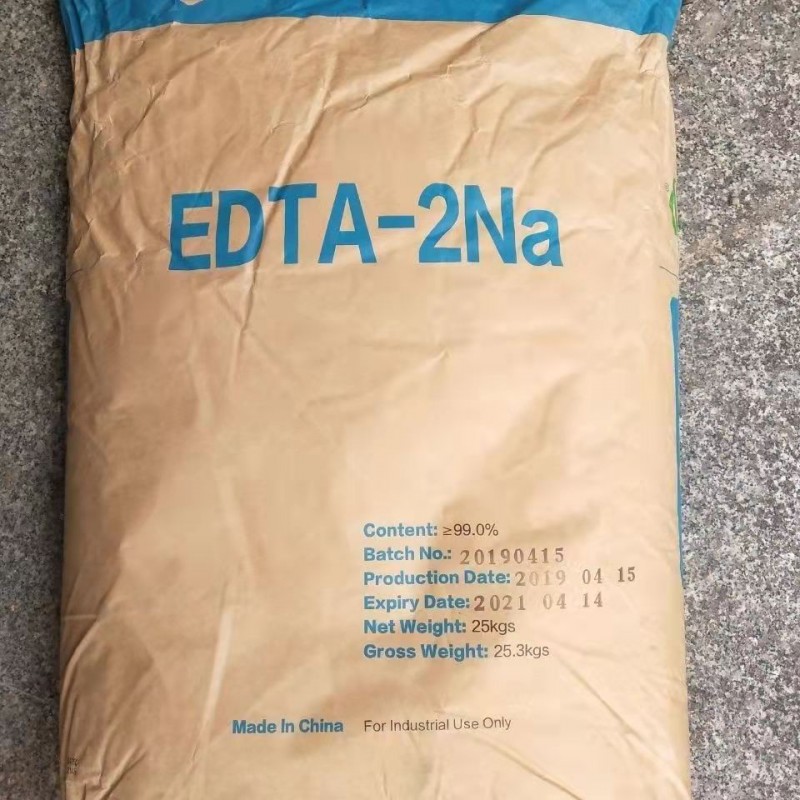 EDTA-2Na
Content: ≥99.0%
Batch No.: 20190415
Production Date: 2019 04 15
Expiry Date: 2021 04 14
Net Weight: 25kgs
Gross Weight: 25.3kgs
Made In China For Industrial Use Only